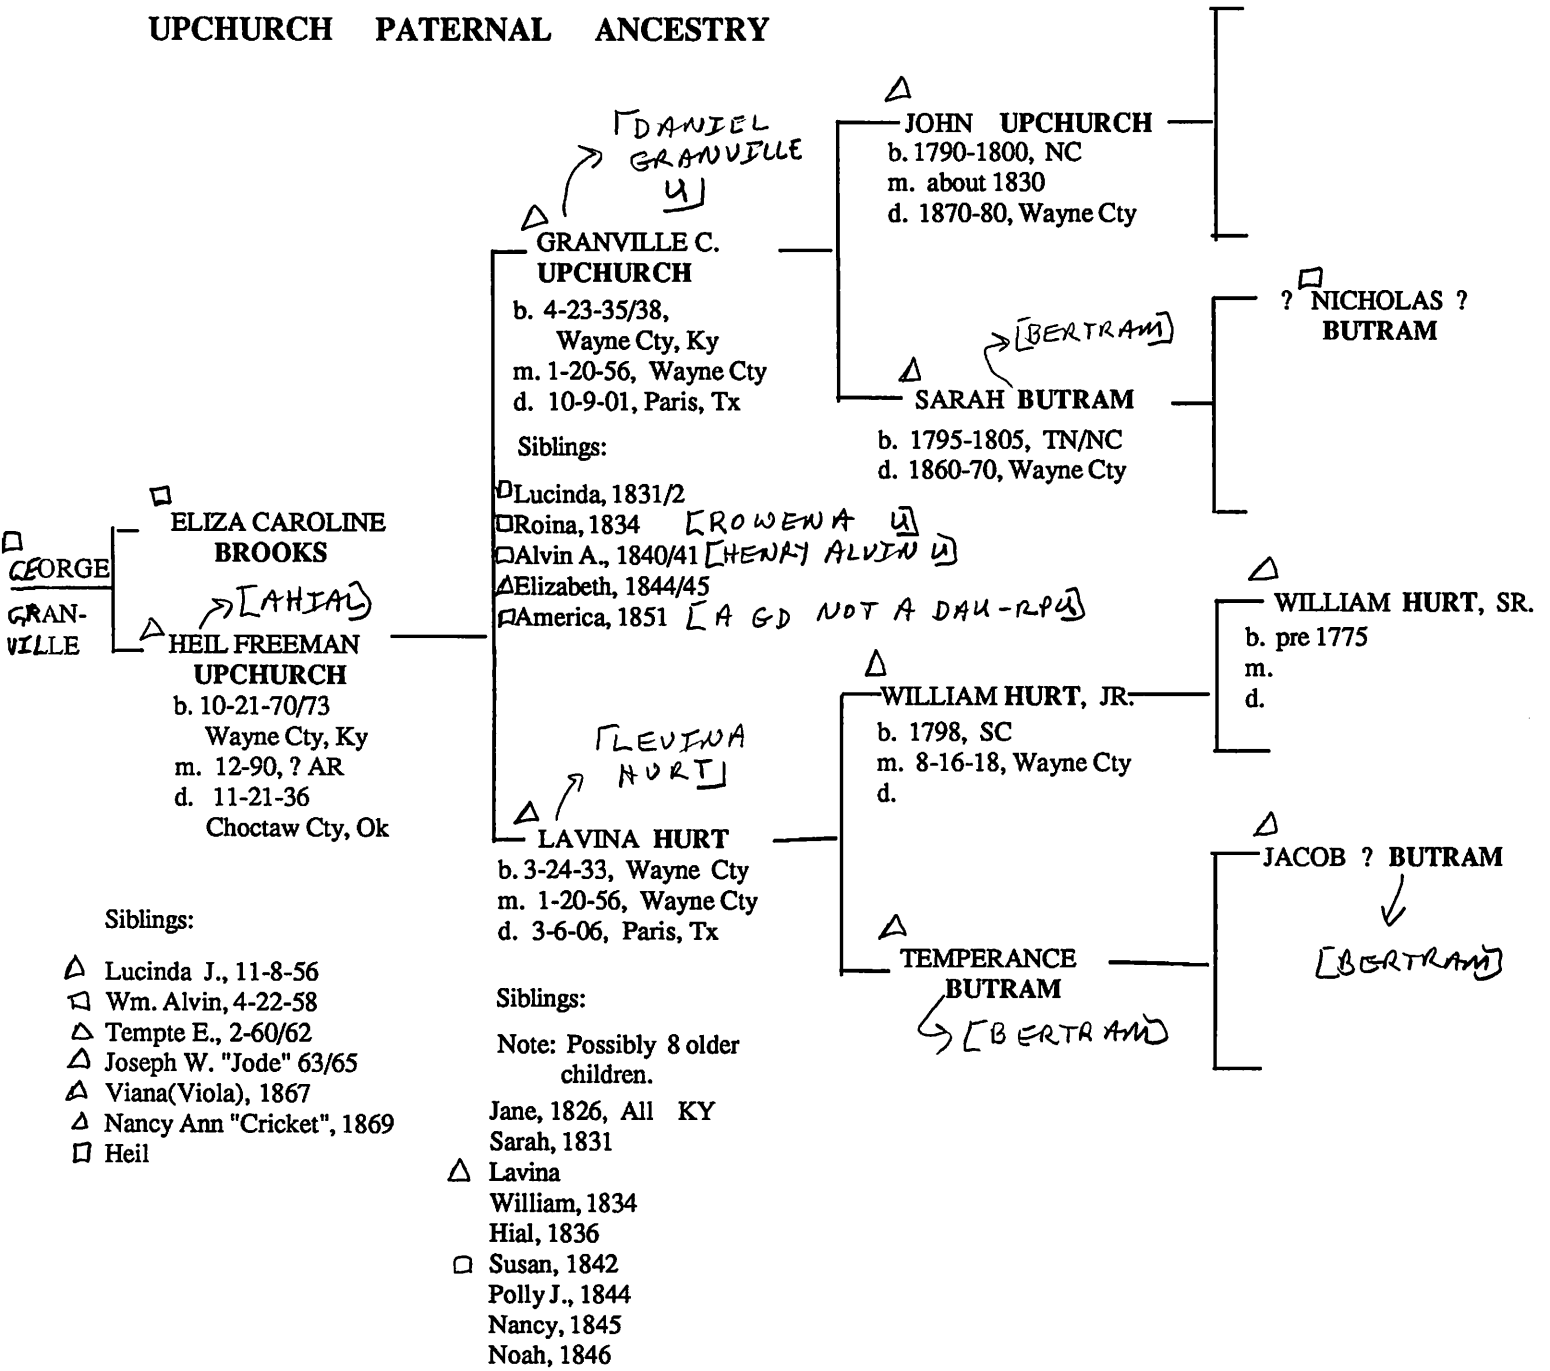 UPCHURCH PATERNAL ANCESTRY
[DANIEL
GRANVILLE
U]
JOHN UPCHURCH
b. 1790-1800, NC
m. about 1830
d. 1870-80, Wayne Cty
GRANVILLE C.
UPCHURCH
b. 4-23-35/38,
Wayne Cty, Ky
m. 1-20-56, Wayne Cty
d. 10-9-01, Paris, Tx
? NICHOLAS ?
BUTRAM
[BERTRAM]
SARAH BUTRAM
b. 1795-1805, TN/NC
d. 1860-70, Wayne Cty
Siblings:
Lucinda, 1831/2
Roina, 1834 [ROWENA U]
Alvin A., 1840/41 [HENRY ALVIN U]
Elizabeth, 1844/45
America, 1851 [A GD NOT A DAU-RPU]
ELIZA CAROLINE
BROOKS
GEORGE
GRAN-
VILLE
[AHIAL]
HEIL FREEMAN
UPCHURCH
b. 10-21-70/73
Wayne Cty, Ky
m. 12-90, ? AR
d. 11-21-36
Choctaw Cty, Ok
WILLIAM HURT, SR.
b. pre 1775
m.
d.
WILLIAM HURT, JR.
b. 1798, SC
m. 8-16-18, Wayne Cty
d.
[LEVINA
HURT]
LAVINA HURT
b. 3-24-33, Wayne Cty
m. 1-20-56, Wayne Cty
d. 3-6-06, Paris, Tx
JACOB ? BUTRAM
[BERTRAM]
TEMPERANCE
BUTRAM
[BERTRAM]
Siblings:
Lucinda J., 11-8-56
Wm. Alvin, 4-22-58
Tempte E., 2-60/62
Joseph W. "Jode" 63/65
Viana(Viola), 1867
Nancy Ann "Cricket", 1869
Heil
Siblings:
Note: Possibly 8 older
children.
Jane, 1826, All KY
Sarah, 1831
Lavina
William, 1834
Hial, 1836
Susan, 1842
Polly J., 1844
Nancy, 1845
Noah, 1846